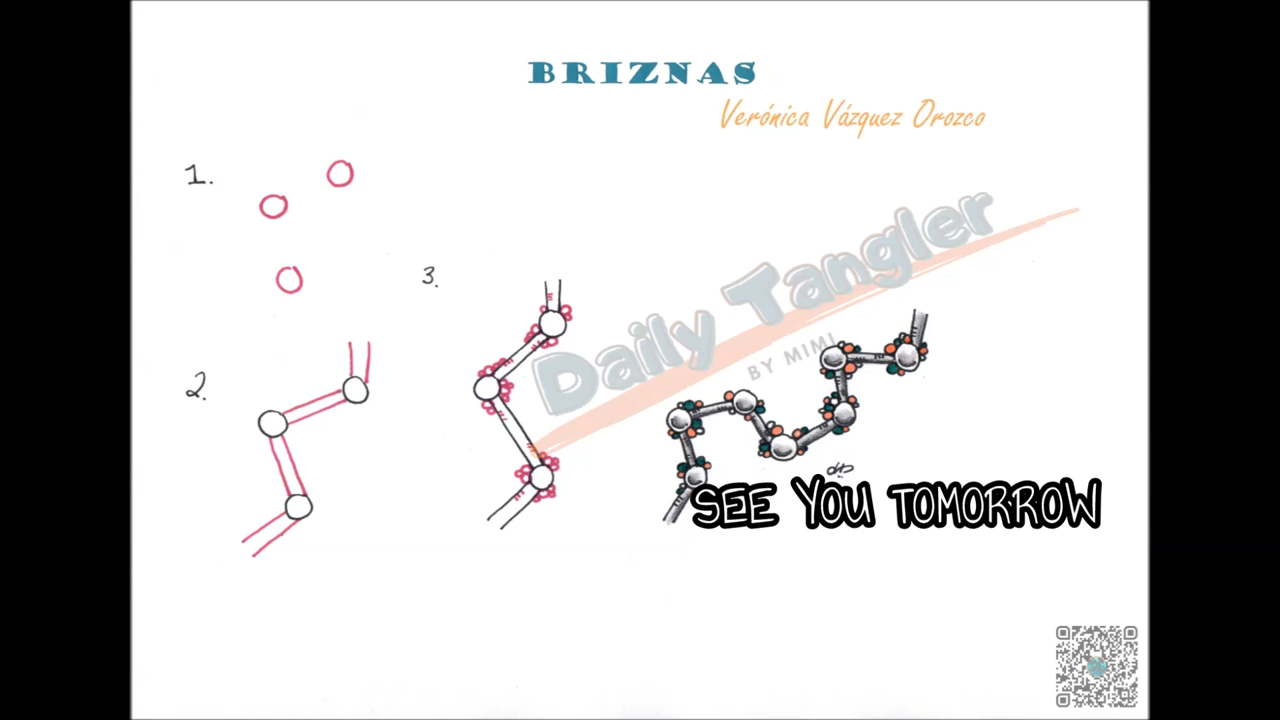 BRIZNAS
Verónica Vázquez Orozco
1.
3.
Daily Tangler
BY MIMI
2.
SEE YOU TOMORROW